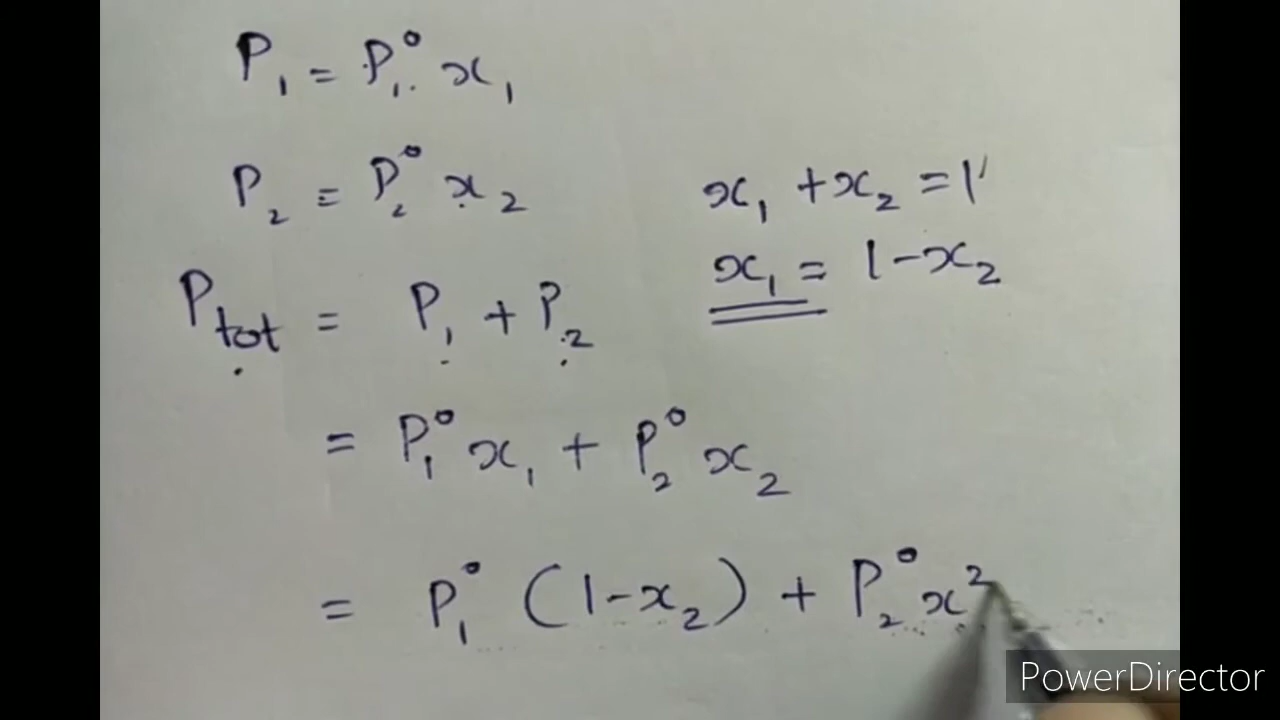 P₁ = P₁° x₁
P₂ = P₂° x₂
x₁ + x₂ = 1
x₁ = 1 - x₂
P_tot = P₁ + P₂
= P₁° x₁ + P₂° x₂
= P₁° (1 - x₂) + P₂° x²
PowerDirector